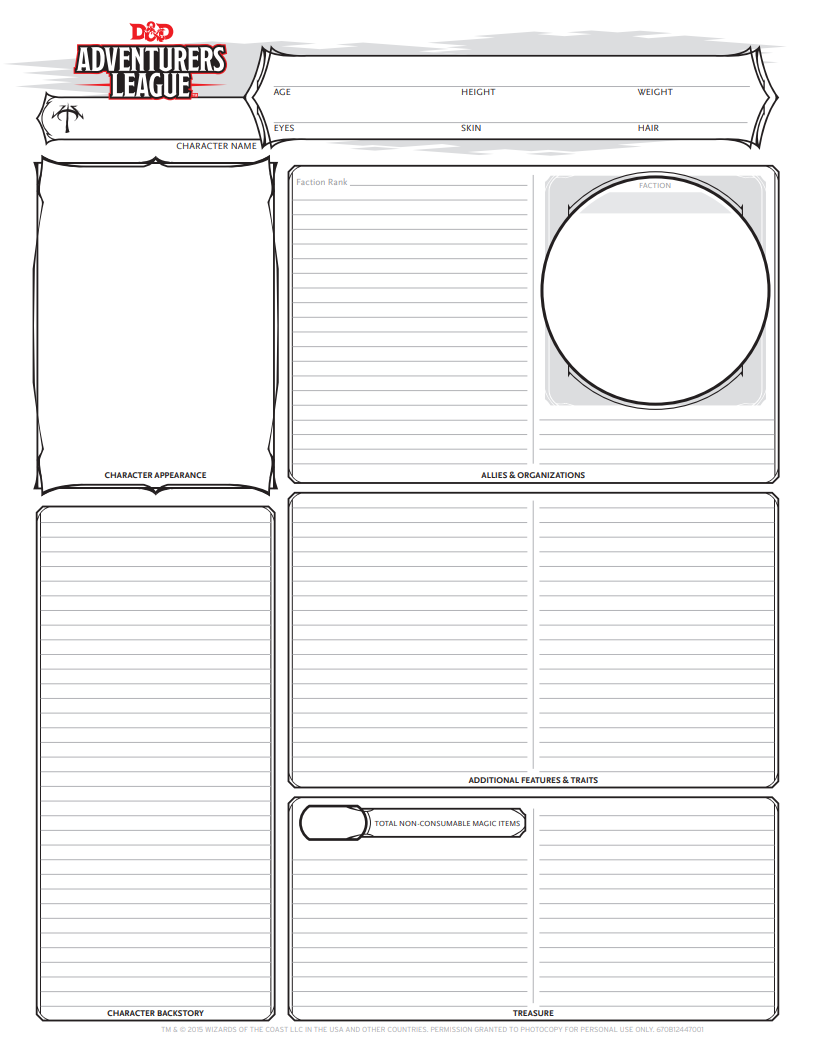 D&D
ADVENTURERS
LEAGUE
AGE HEIGHT WEIGHT
EYES SKIN HAIR
CHARACTER NAME
Faction Rank
FACTION
CHARACTER APPEARANCE
ALLIES & ORGANIZATIONS
ADDITIONAL FEATURES & TRAITS
TOTAL NON-CONSUMABLE MAGIC ITEMS
CHARACTER BACKSTORY
TREASURE
TM & © 2015 WIZARDS OF THE COAST LLC IN THE USA AND OTHER COUNTRIES. PERMISSION GRANTED TO PHOTOCOPY FOR PERSONAL USE ONLY. 670B12447001